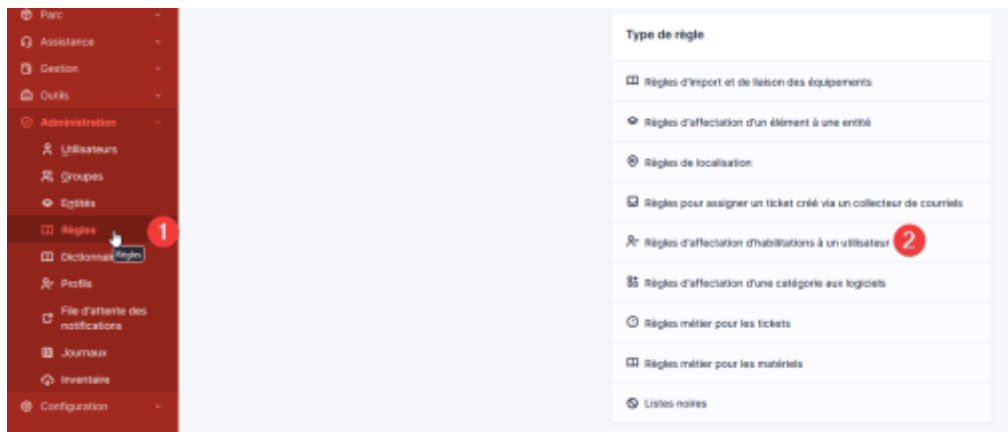 Parc
Assistance
Gestion
Outils
Administration
Utilisateurs
Groupes
Entités
Règles
1
Règles
Dictionnai
Profils
File d'attente des
notifications
Journaux
Inventaire
Configuration
Type de règle
Règles d'import et de liaison des équipements
Règles d'affectation d'un élément à une entité
Règles de localisation
Règles pour assigner un ticket créé via un collecteur de courriels
Règles d'affectation d'habilitations à un utilisateur
2
Règles d'affectation d'une catégorie aux logiciels
Règles métier pour les tickets
Règles métier pour les matériels
Listes noires